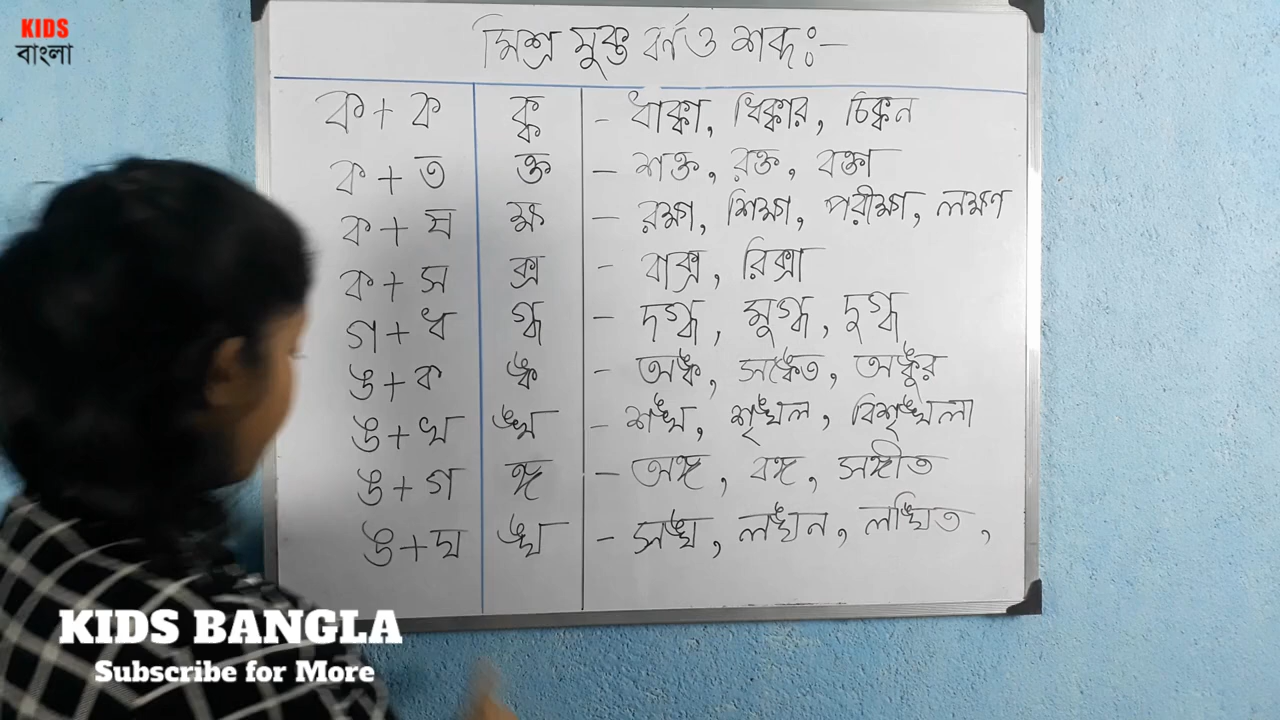 KIDS
বাংলা
মিশ্র যুক্ত বর্ণ ও শব্দঃ-
ক + ক ক্ক - ধাক্কা, ধিক্কার, চিক্কন
ক + ত ক্ত - শক্ত, রক্ত, বক্তা
ক + ষ ক্ষ - রক্ষা, শিক্ষা, পরীক্ষা, লক্ষণ
ক + স ক্স - বাক্স, রিক্সা
গ + ধ গ্ধ - দগ্ধ, মুগ্ধ, দুগ্ধ
ঙ + ক ঙ্ক - অঙ্ক, সঙ্কেত, অঙ্কুর
ঙ + খ ঙ্খ - শঙ্খ, শৃঙ্খল, বিশৃঙ্খলা
ঙ + গ ঙ্গ - অঙ্গ, বঙ্গ, সঙ্গীত
ঙ + ঘ ঙ্ঘ - সঙ্ঘ, লঙ্ঘন, লঙ্ঘিত,
KIDS BANGLA
Subscribe for More